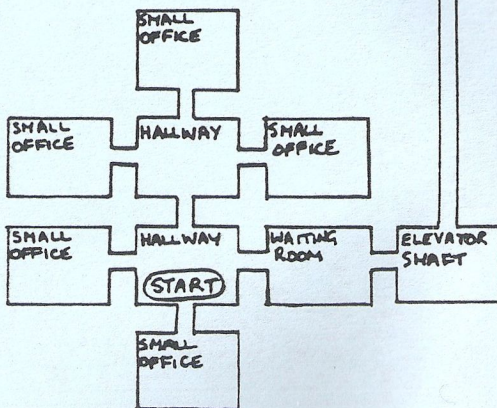 SMALL
OFFICE
SMALL
OFFICE
HALLWAY
SMALL
OFFICE
SMALL
OFFICE
HALLWAY
WAITING
ROOM
ELEVATOR
SHAFT
START
SMALL
OFFICE